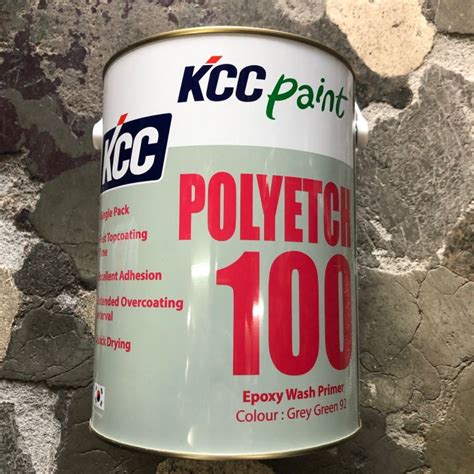 KCC paint
KCC
POLYETCH
100
Single Pack
Topcoating
Excellent Adhesion
Extended Overcoating
Quick Drying
Epoxy Wash Primer
Colour : Grey Green 92